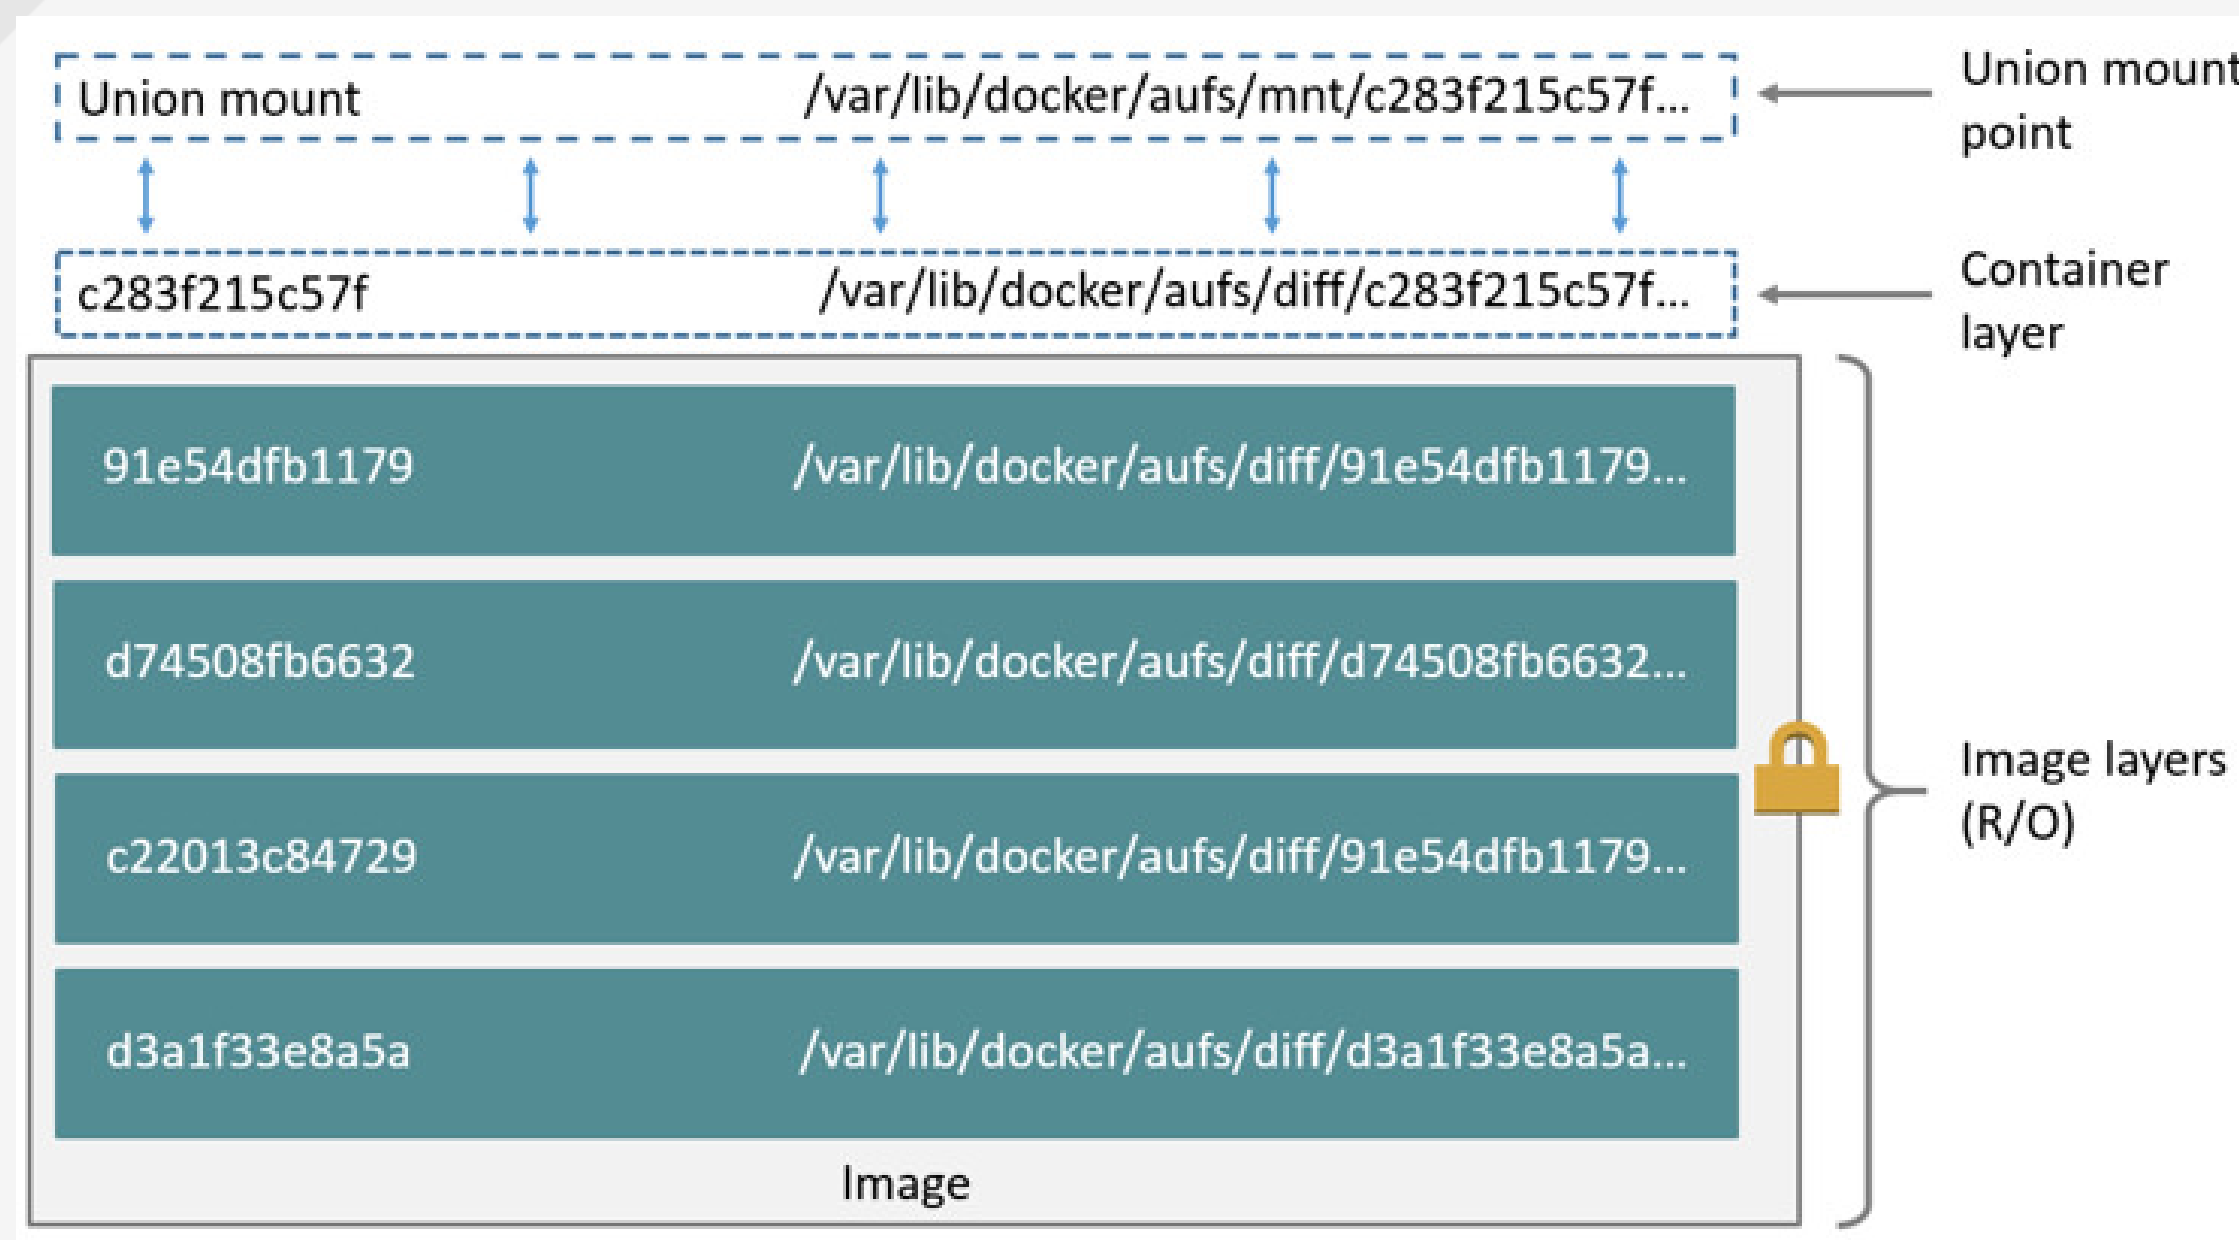 Union mount /var/lib/docker/aufs/mnt/c283f215c57f...
Union mount
point
c283f215c57f /var/lib/docker/aufs/diff/c283f215c57f...
Container
layer
91e54dfb1179 /var/lib/docker/aufs/diff/91e54dfb1179...
d74508fb6632 /var/lib/docker/aufs/diff/d74508fb6632...
c22013c84729 /var/lib/docker/aufs/diff/91e54dfb1179...
d3a1f33e8a5a /var/lib/docker/aufs/diff/d3a1f33e8a5a...
Image layers
(R/O)
Image